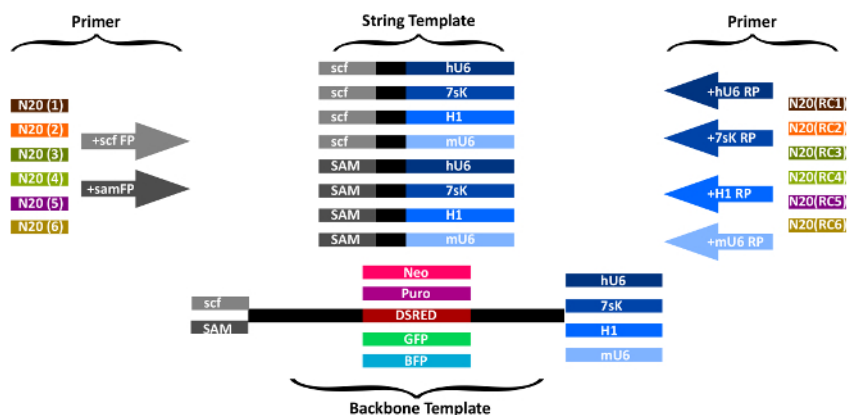 Primer
String Template
Primer
scf hU6
scf 7sK
scf H1
scf mU6
SAM hU6
SAM 7sK
SAM H1
SAM mU6
N20 (1)
N20 (2)
N20 (3)
N20 (4)
N20 (5)
N20 (6)
+scf FP
+samFP
+hU6 RP
+7sK RP
+H1 RP
+mU6 RP
N20(RC1)
N20(RC2)
N20(RC3)
N20(RC4)
N20(RC5)
N20(RC6)
scf
SAM
Neo
Puro
DSRED
GFP
BFP
hU6
7sK
H1
mU6
Backbone Template